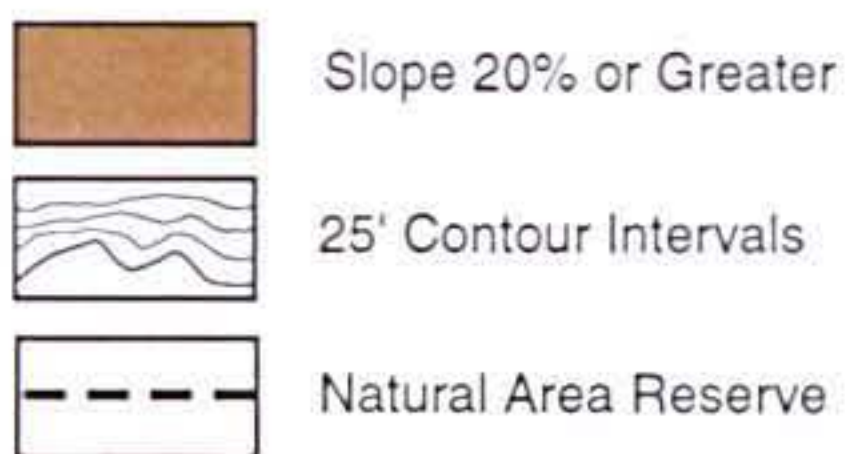 Slope 20% or Greater
25' Contour Intervals
Natural Area Reserve